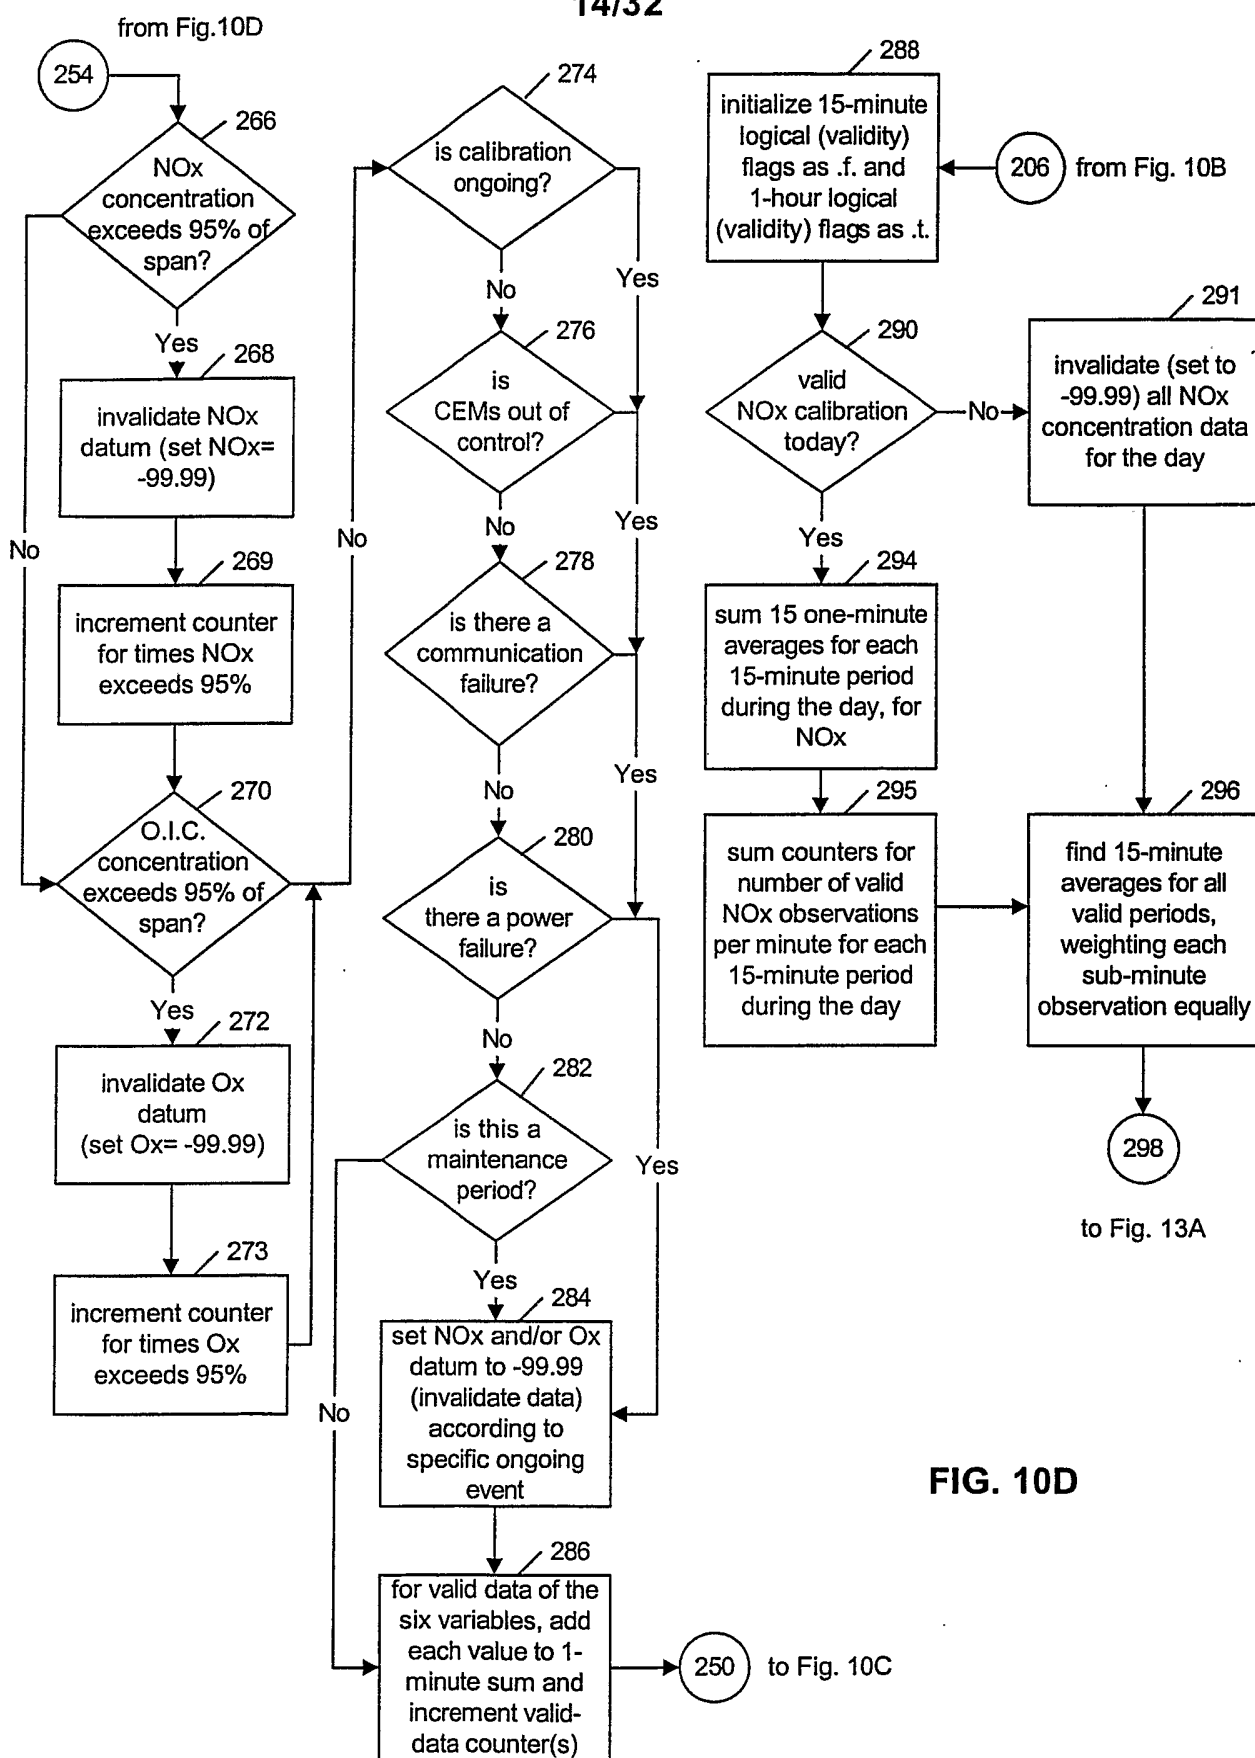 14/32
from Fig.10D
254
266
NOx
concentration
exceeds 95% of
span?
Yes
No
268
invalidate NOx
datum (set NOx=
-99.99)
269
increment counter
for times NOx
exceeds 95%
270
O.I.C.
concentration
exceeds 95% of
span?
No
Yes
272
invalidate Ox
datum
(set Ox= -99.99)
273
increment counter
for times Ox
exceeds 95%
274
is calibration
ongoing?
Yes
No
276
is
CEMs out of
control?
Yes
No
278
is there a
communication
failure?
Yes
No
280
is
there a power
failure?
Yes
No
282
is this a
maintenance
period?
No
Yes
284
set NOx and/or Ox
datum to -99.99
(invalidate data)
according to
specific ongoing
event
286
for valid data of the
six variables, add
each value to 1-
minute sum and
increment valid-
data counter(s)
250
to Fig. 10C
288
initialize 15-minute
logical (validity)
flags as .f. and
1-hour logical
(validity) flags as .t.
206
from Fig. 10B
290
valid
NOx calibration
today?
No
Yes
291
invalidate (set to
-99.99) all NOx
concentration data
for the day
294
sum 15 one-minute
averages for each
15-minute period
during the day, for
NOx
295
sum counters for
number of valid
NOx observations
per minute for each
15-minute period
during the day
296
find 15-minute
averages for all
valid periods,
weighting each
sub-minute
observation equally
298
to Fig. 13A
FIG. 10D